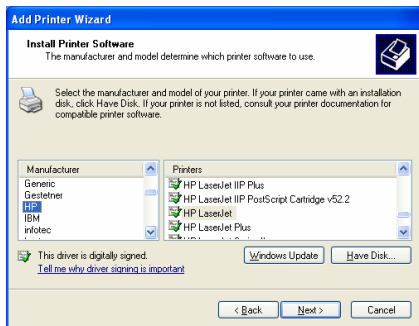 Add Printer Wizard
Install Printer Software
The manufacturer and model determine which printer software to use.
Select the manufacturer and model of your printer. If your printer came with an installation
disk, click Have Disk. If your printer is not listed, consult your printer documentation for
compatible printer software.
Manufacturer
Generic
Gestetner
HP
IBM
infotec
Printers
HP LaserJet IIP Plus
HP LaserJet IIP PostScript Cartridge v52.2
HP LaserJet
HP LaserJet Plus
This driver is digitally signed.
Tell me why driver signing is important
Windows Update
Have Disk...
< Back
Next >
Cancel